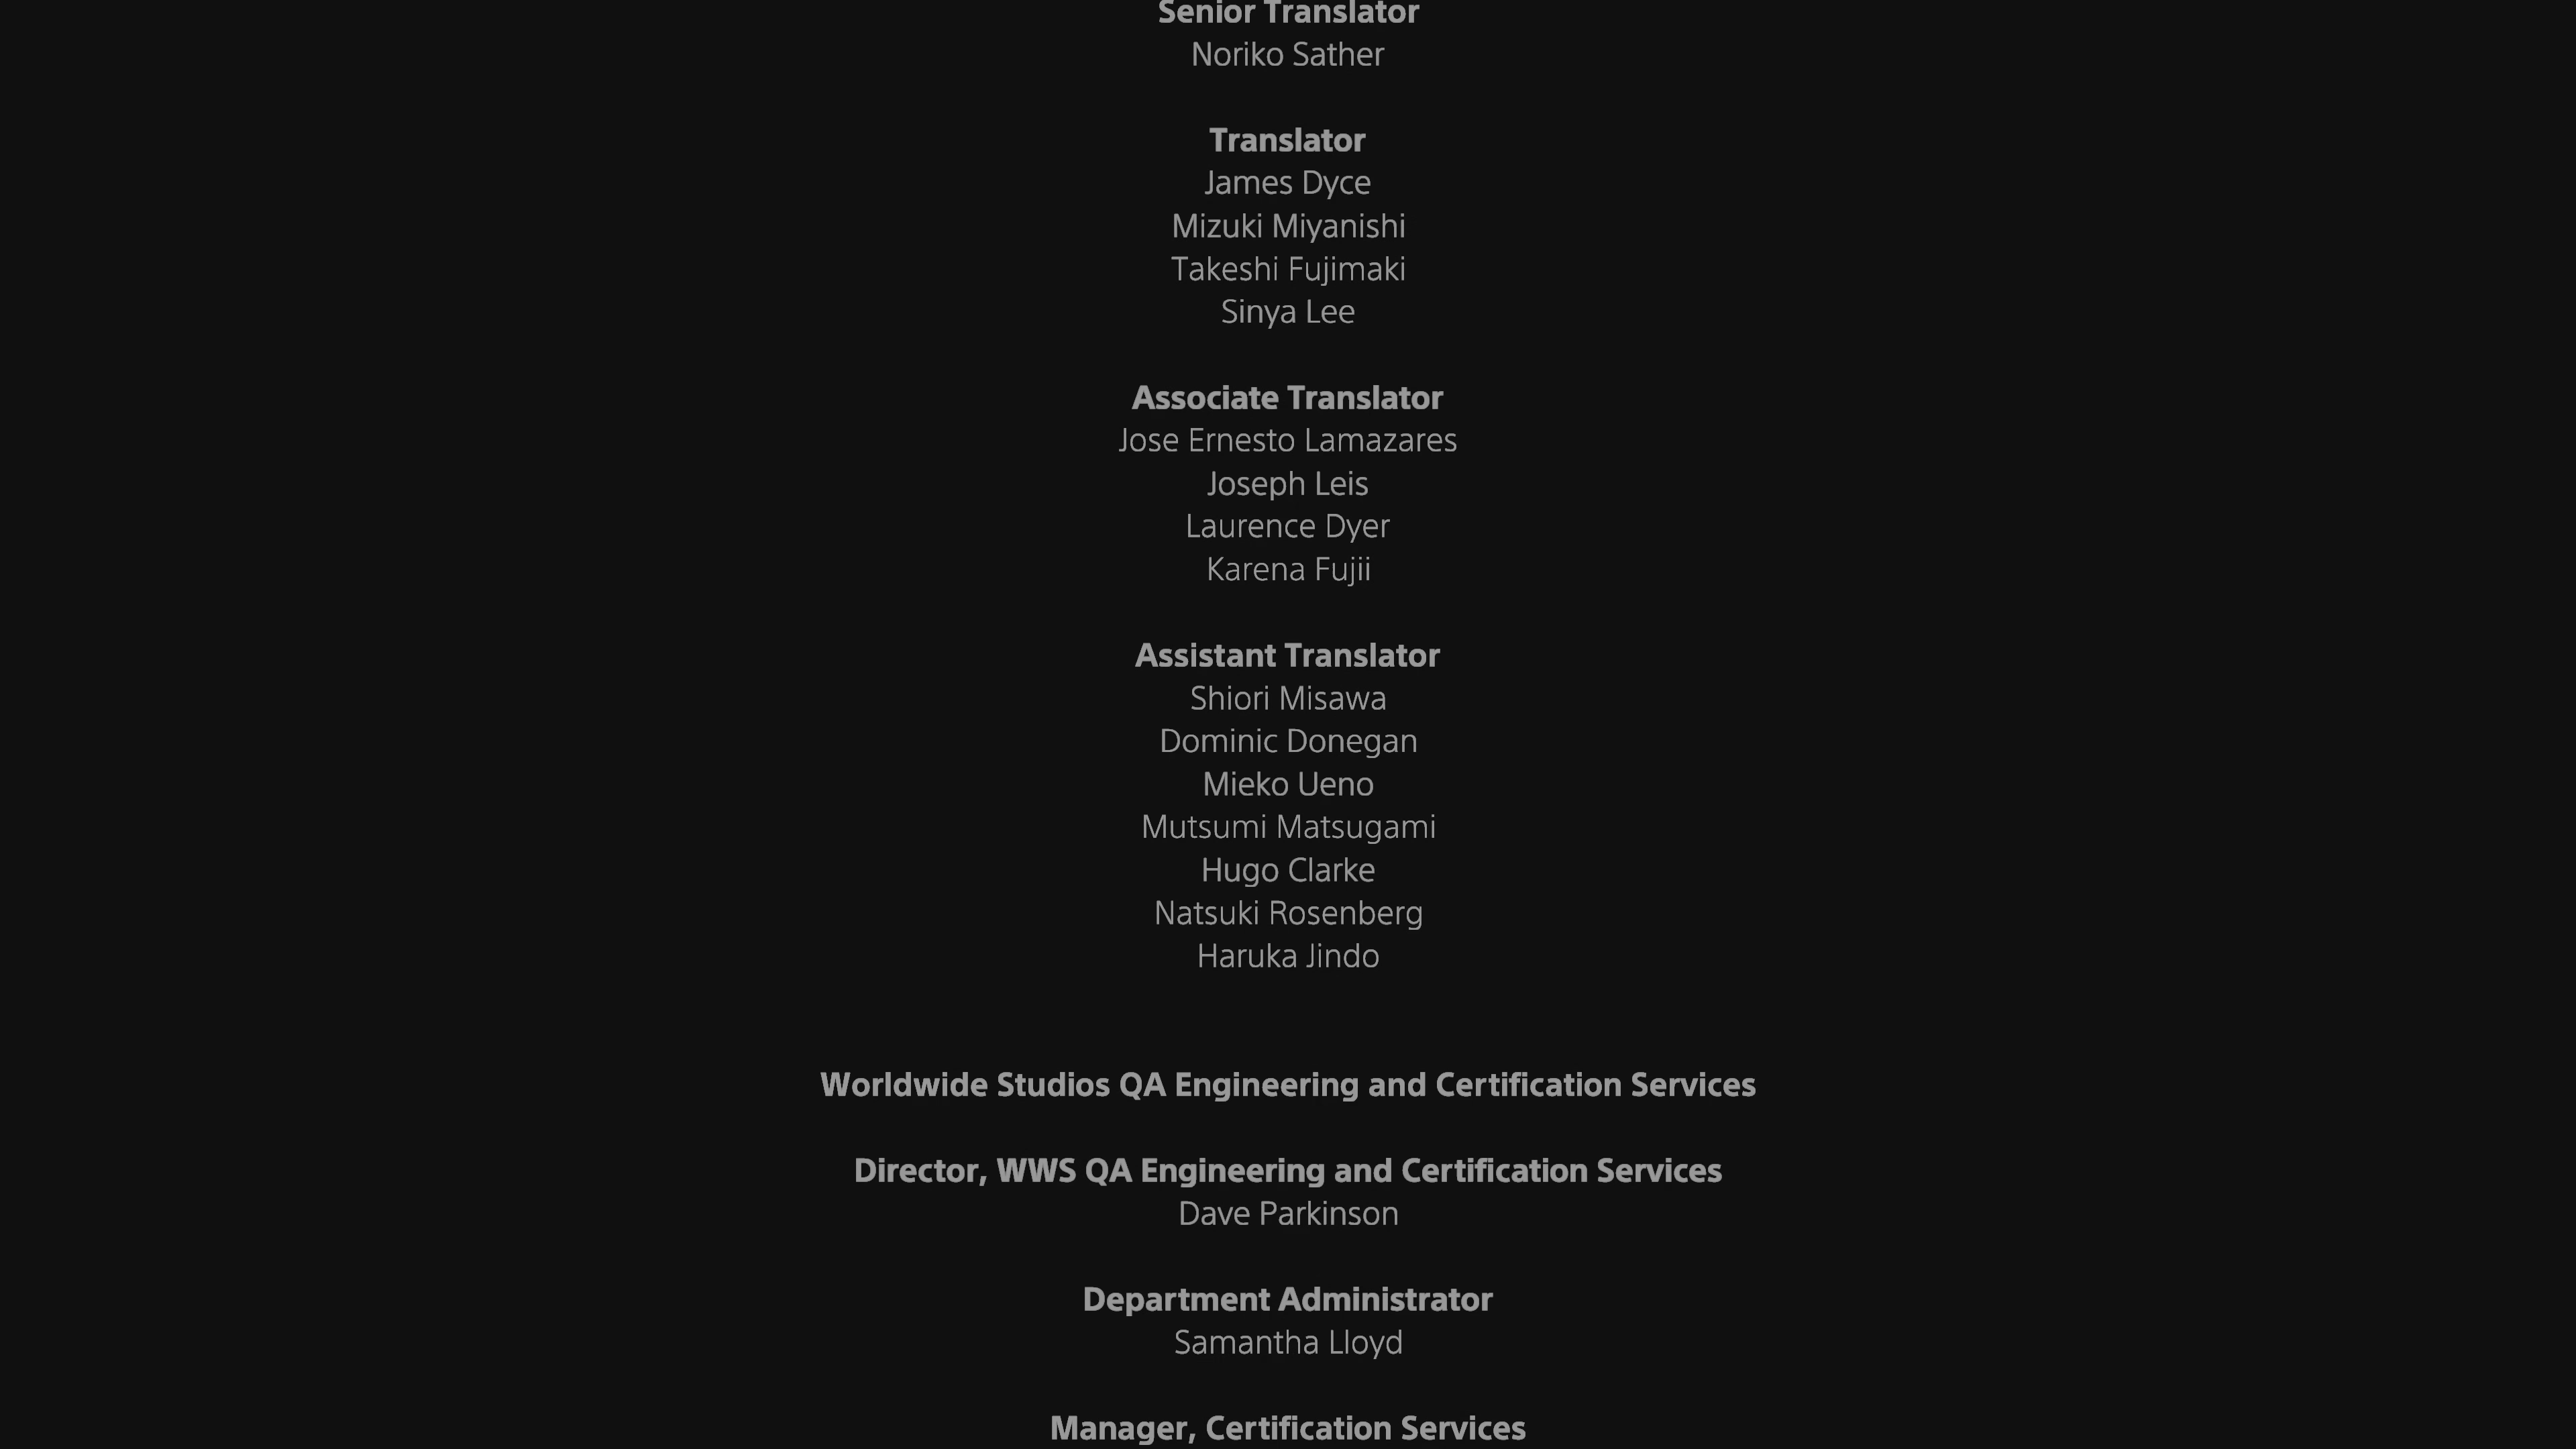 Senior Translator
Noriko Sather
Translator
James Dyce
Mizuki Miyanishi
Takeshi Fujimaki
Sinya Lee
Associate Translator
Jose Ernesto Lamazares
Joseph Leis
Laurence Dyer
Karena Fujii
Assistant Translator
Shiori Misawa
Dominic Donegan
Mieko Ueno
Mutsumi Matsugami
Hugo Clarke
Natsuki Rosenberg
Haruka Jindo
Worldwide Studios QA Engineering and Certification Services
Director, WWS QA Engineering and Certification Services
Dave Parkinson
Department Administrator
Samantha Lloyd
Manager, Certification Services